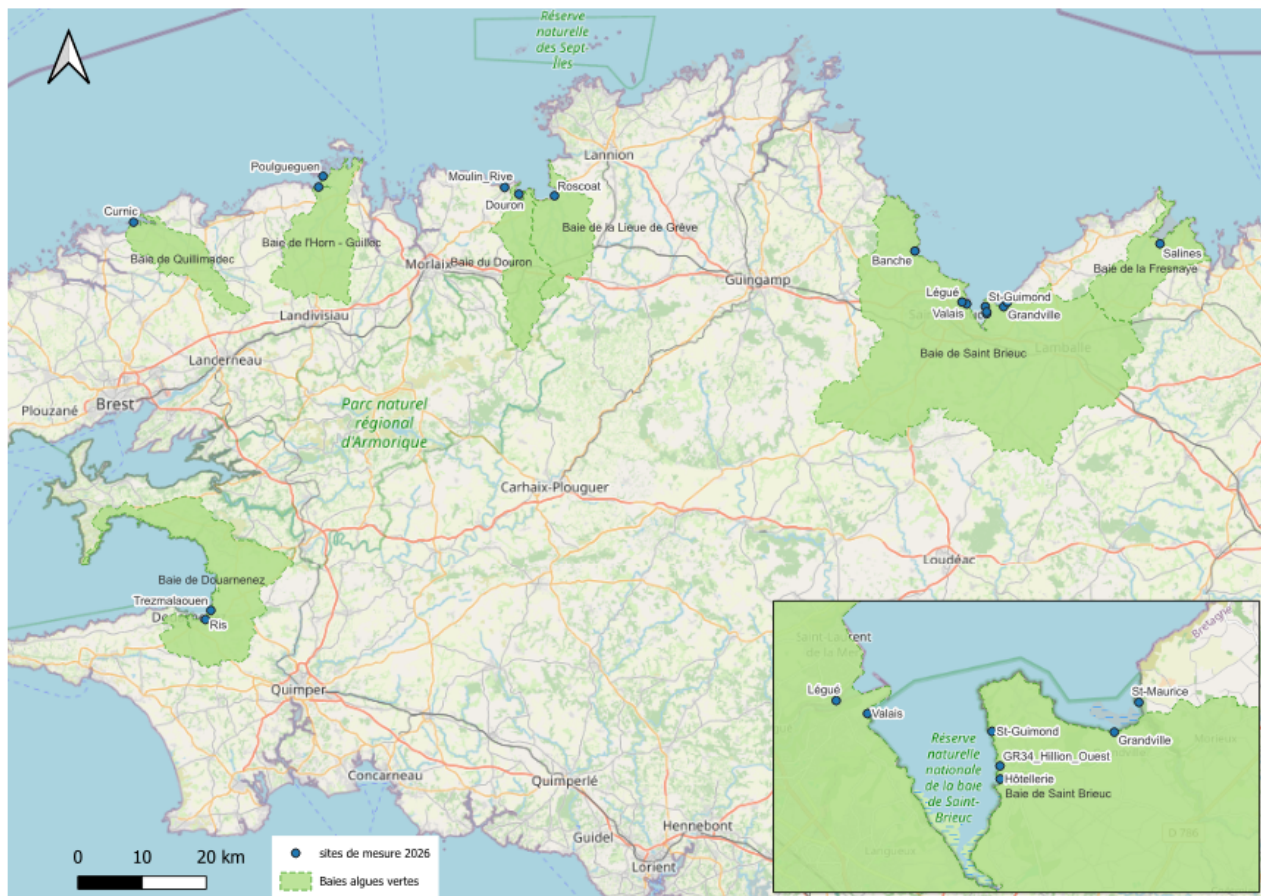 Réserve
naturelle
des Sept-
Îles
Poulgueguen
Moulin_Rive
Lannion
Roscoat
Curnic
Douron
Baie de la Lieue de Grève
Baie de l'Horn - Guillec
Baie de Quillimadec
Morlaix
Baie du Douron
Banche
Salines
Baie de la Fresnaye
Guingamp
Landivisiau
Légué
St-Guimond
Valais
Grandville
Landerneau
Baie de Saint Brieuc
Lamballe
Plouzané
Brest
Parc naturel
régional
d'Armorique
Carhaix-Plouguer
Loudéac
Baie de Douarnenez
Trezmalaouen
Ris
Quimper
Concarneau
Quimperlé
Guidel
Hennebont
Lorient
0 10 20 km
sites de mesure 2026
Baies algues vertes
Bretagne
Saint-Laurent
de la Mer
Légué
Valais
St-Maurice
St-Guimond
Grandville
Morieux
Réserve
naturelle
nationale
de la baie
de Saint-
Brieuc
GR34_Hillion_Ouest
Hôtellerie
Baie de Saint Brieuc
D 786
Langueux